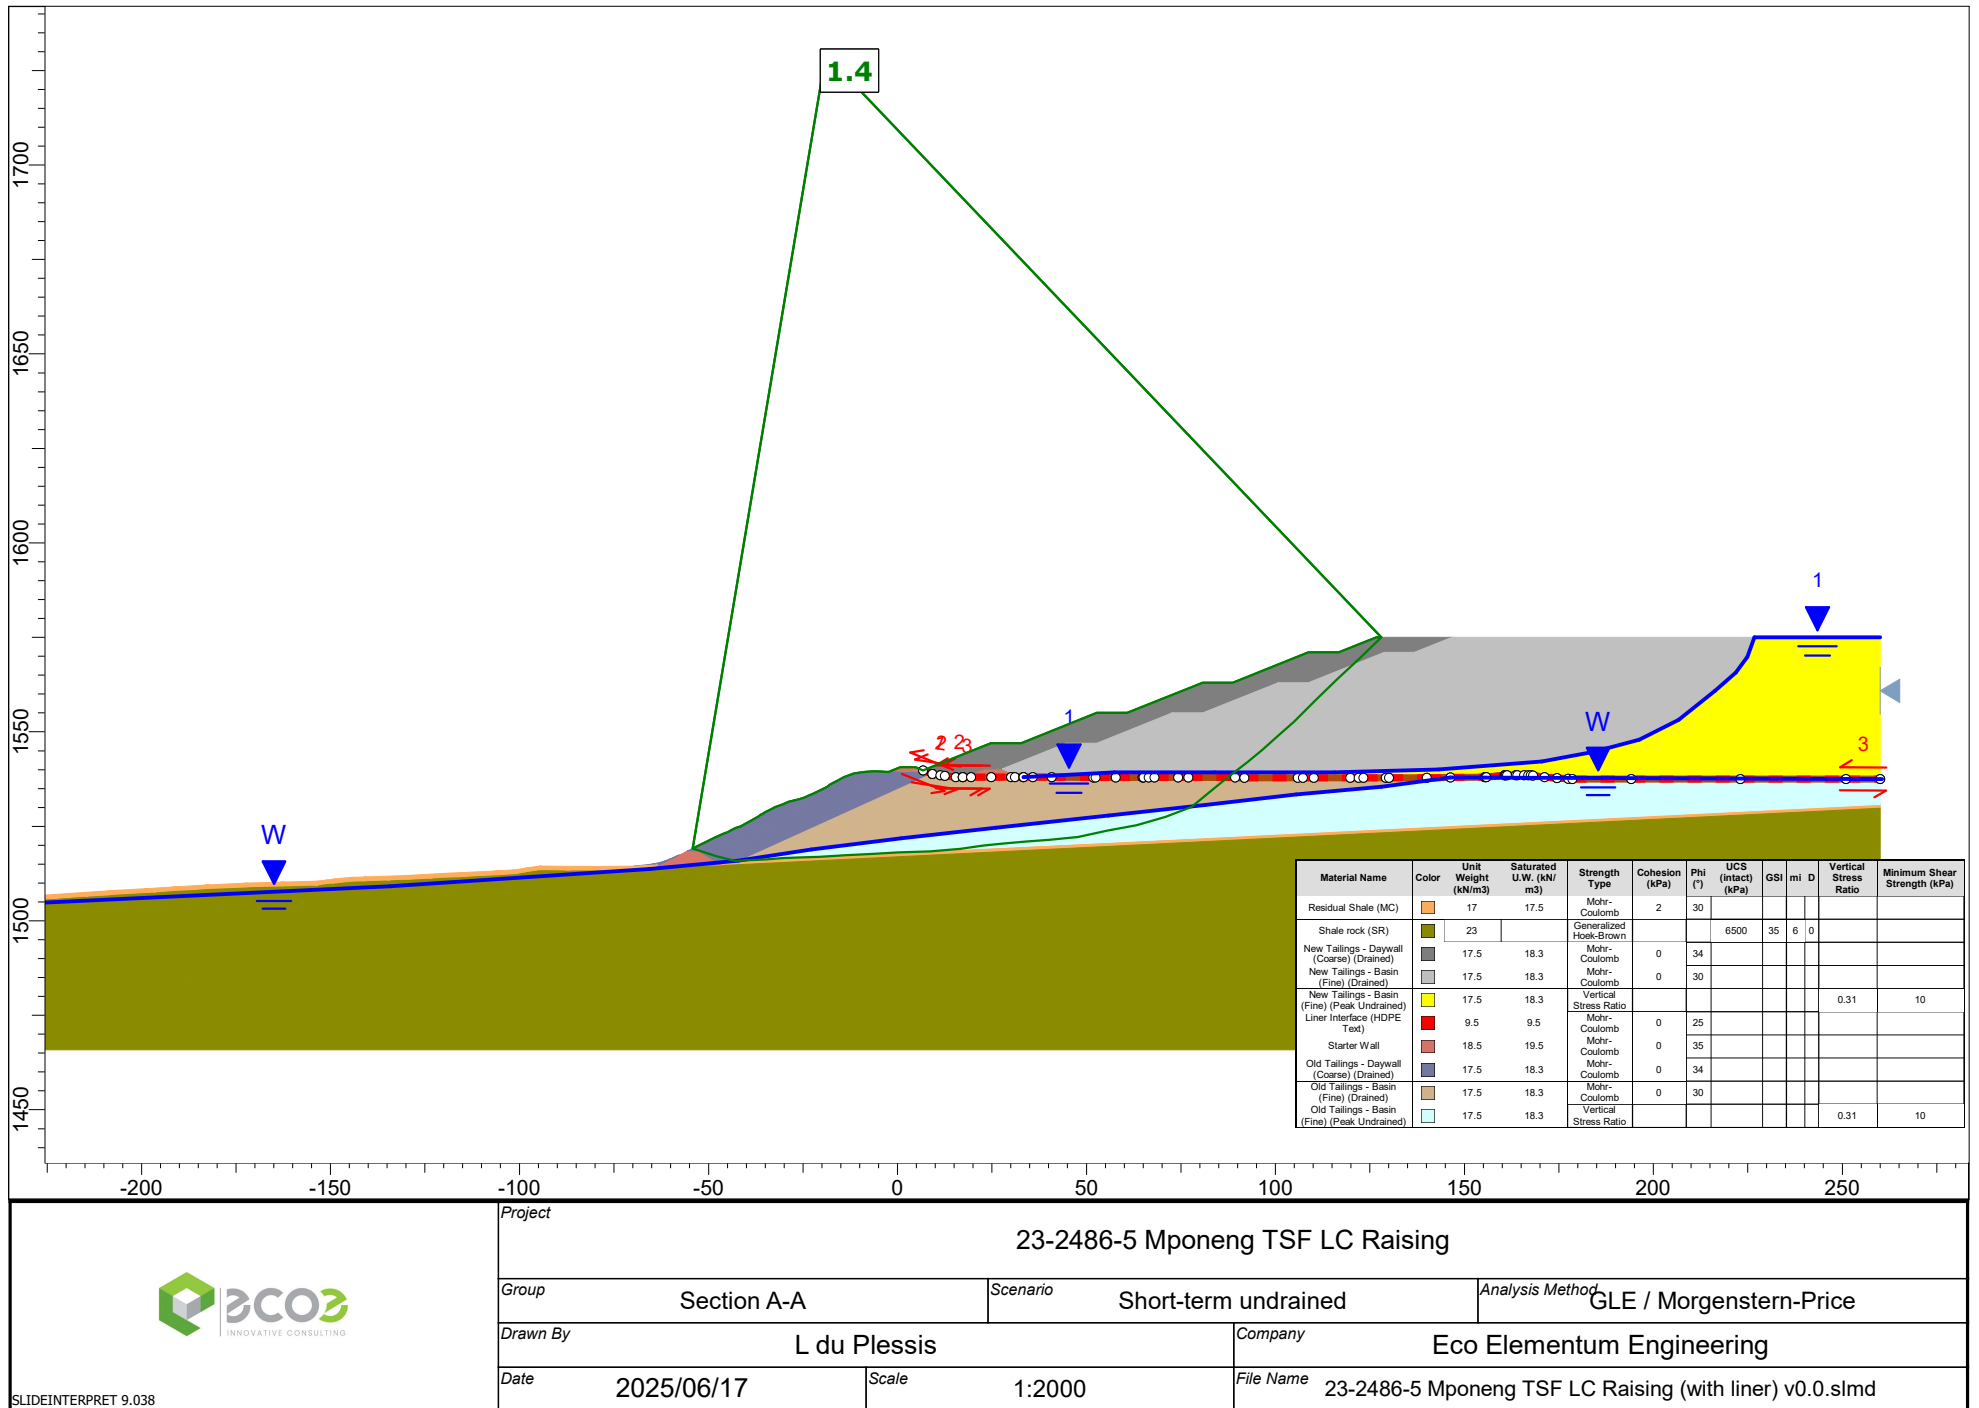 1.4
1700
1650
1600
1550
1500
1450
1
1
W
W
2
3
3
-200 -150 -100 -50 0 50 100 150 200 250
Material Name Color Unit Weight (kN/m3) Saturated U.W. (kN/m3) Strength Type Cohesion (kPa) Phi (°) UCS (intact) (kPa) GSI mi D Vertical Stress Ratio Minimum Shear Strength (kPa)
Residual Shale (MC) 17 17.5 Mohr-Coulomb 2 30
Shale rock (SR) 23 Generalized Hoek-Brown 6500 35 6 0
New Tailings - Daywall (Coarse) (Drained) 17.5 18.3 Mohr-Coulomb 0 34
New Tailings - Basin (Fine) (Drained) 17.5 18.3 Mohr-Coulomb 0 30
New Tailings - Basin (Fine) (Peak Undrained) 17.5 18.3 Vertical Stress Ratio 0.31 10
Liner Interface (HDPE Text) 9.5 9.5 Mohr-Coulomb 0 25
Starter Wall 18.5 19.5 Mohr-Coulomb 0 35
Old Tailings - Daywall (Coarse) (Drained) 17.5 18.3 Mohr-Coulomb 0 34
Old Tailings - Basin (Fine) (Drained) 17.5 18.3 Mohr-Coulomb 0 30
Old Tailings - Basin (Fine) (Peak Undrained) 17.5 18.3 Vertical Stress Ratio 0.31 10
Project
23-2486-5 Mponeng TSF LC Raising
Group Section A-A Scenario Short-term undrained Analysis Method GLE / Morgenstern-Price
Drawn By L du Plessis Company Eco Elementum Engineering
Date 2025/06/17 Scale 1:2000 File Name 23-2486-5 Mponeng TSF LC Raising (with liner) v0.0.slmd
INNOVATIVE CONSULTING
SLIDEINTERPRET 9.038